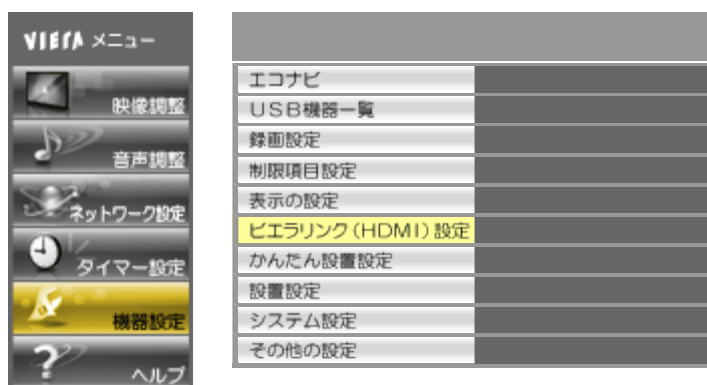 VIERA メニュー
映像調整
音声調整
ネットワーク設定
タイマー設定
機器設定
ヘルプ
エコナビ
USB機器一覧
録画設定
制限項目設定
表示の設定
ビエラリンク(HDMI)設定
かんたん設置設定
設置設定
システム設定
その他の設定